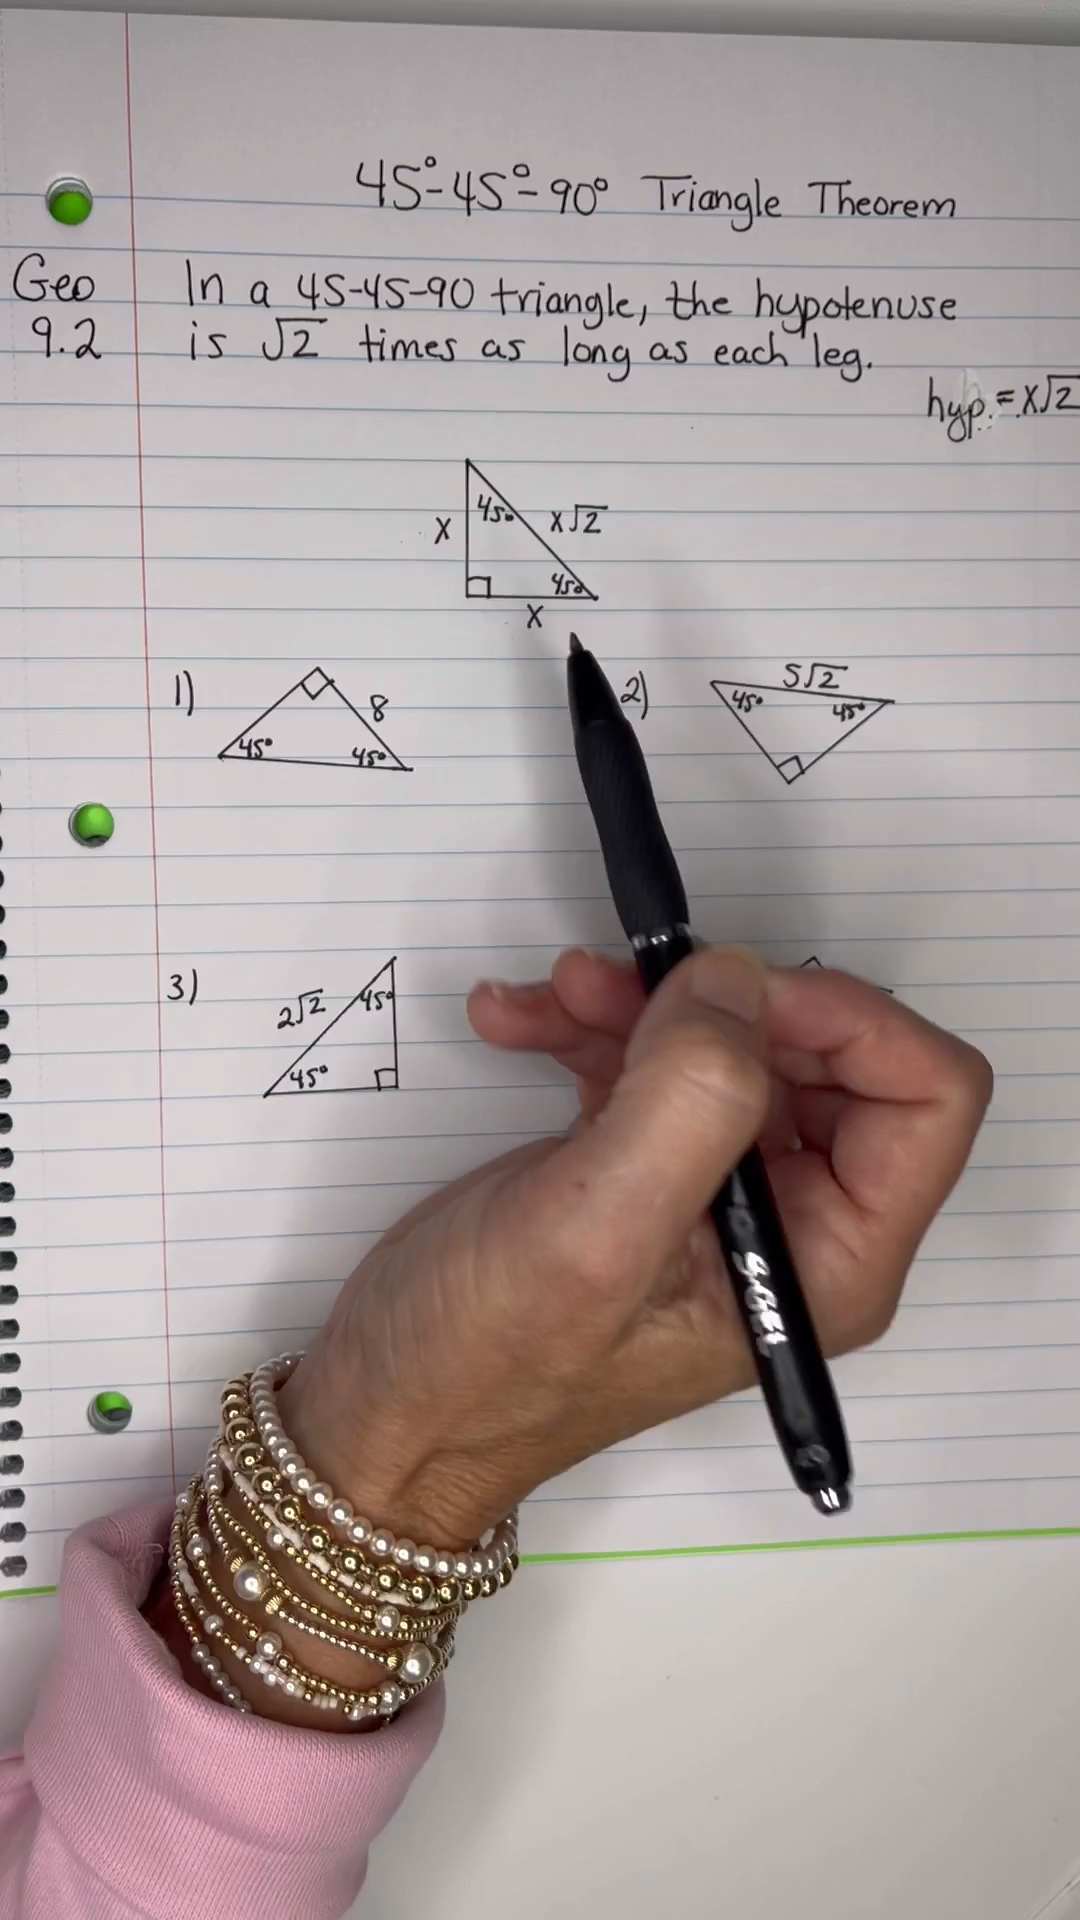 45°-45°-90° Triangle Theorem
Geo
9.2
In a 45-45-90 triangle, the hypotenuse
is √2 times as long as each leg.
hyp. = x√2
45°
x
x√2
45°
x
1)
8
45°
45°
2)
5√2
45°
45°
3)
2√2
45°
45°